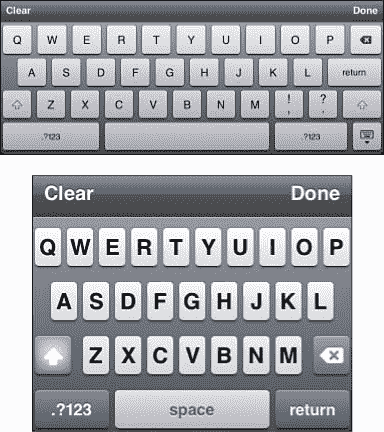 Clear Done
Q W E R T Y U I O P
A S D F G H J K L return
Z X C V B N M ! , ? .
.?123 .?123
Clear Done
Q W E R T Y U I O P
A S D F G H J K L
Z X C V B N M
.?123 space return